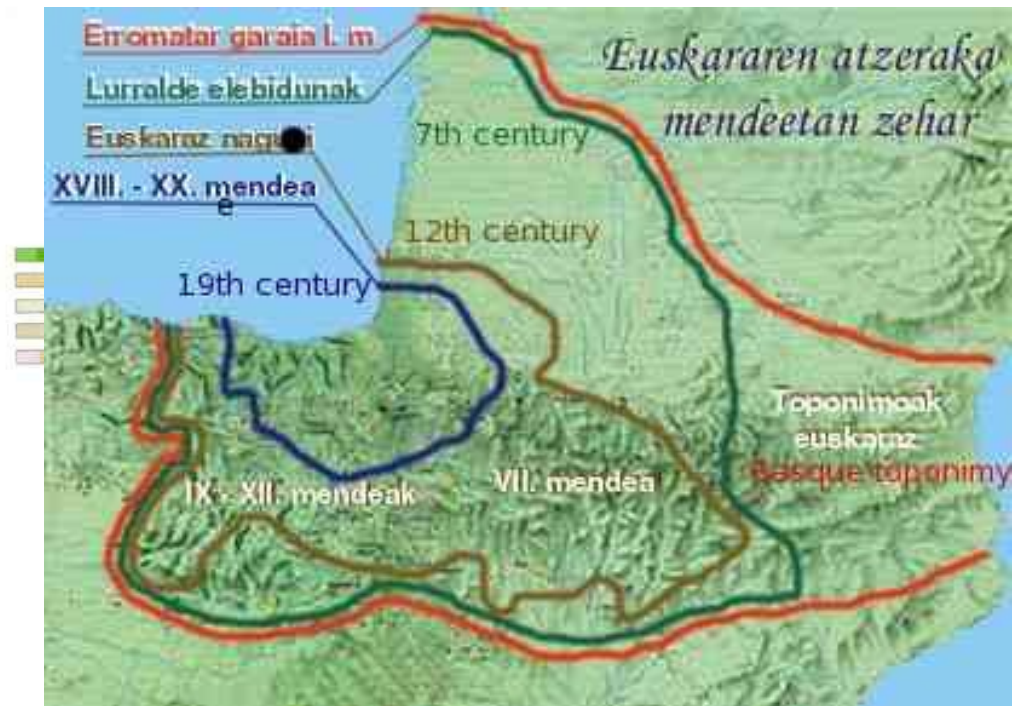 Erromatar garaia I. m
Euskararen atzeraka
mendeetan zehar
Lurralde elebidunak
Euskaraz
7th century
XVIII. - XX. mendea
e
12th century
19th century
Toponimoak
euskaraz
Basque toponimy
VII. mendea
IX - XII. mendeak